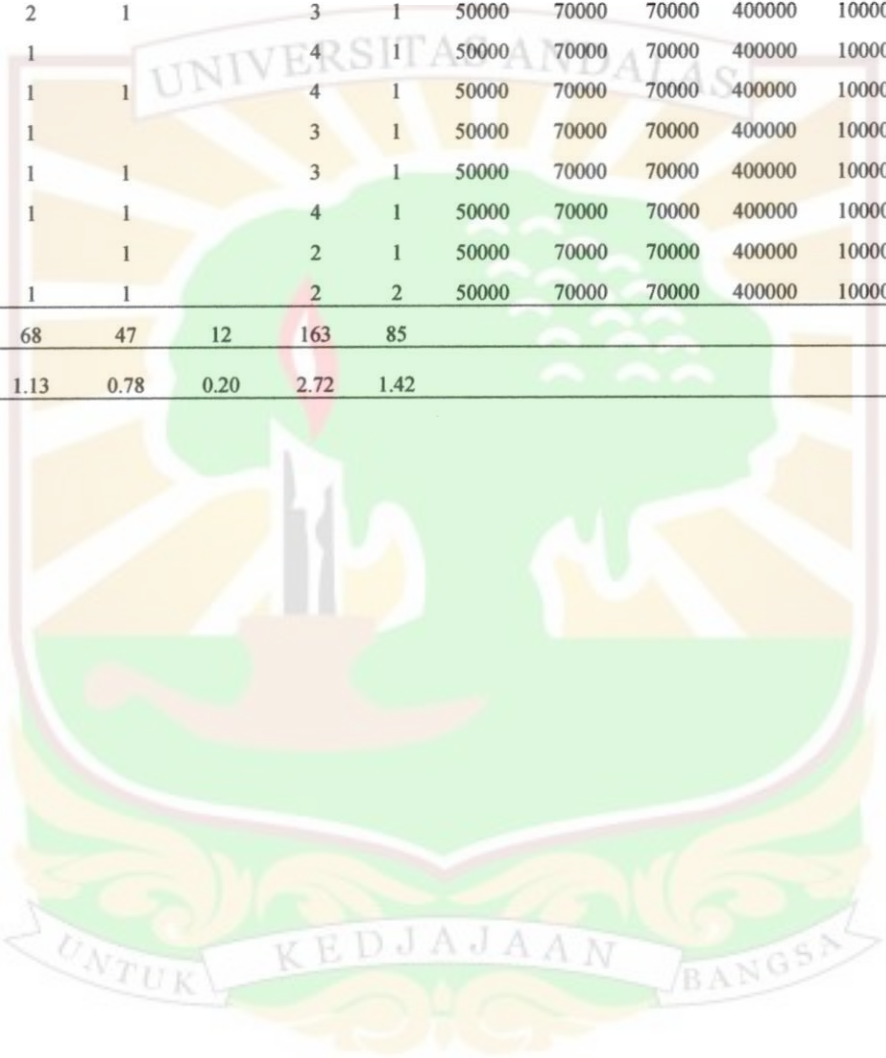 2 1 3 1 50000 70000 70000 400000 10000
UNIVERSITAS ANDALAS
1 4 1 50000 70000 70000 400000 10000
1 1 4 1 50000 70000 70000 400000 10000
1 3 1 50000 70000 70000 400000 10000
1 1 3 1 50000 70000 70000 400000 10000
1 1 4 1 50000 70000 70000 400000 10000
1 2 1 50000 70000 70000 400000 10000
1 1 2 2 50000 70000 70000 400000 10000
68 47 12 163 85
1.13 0.78 0.20 2.72 1.42
UNTUK KEDJAJAAN BANGSA